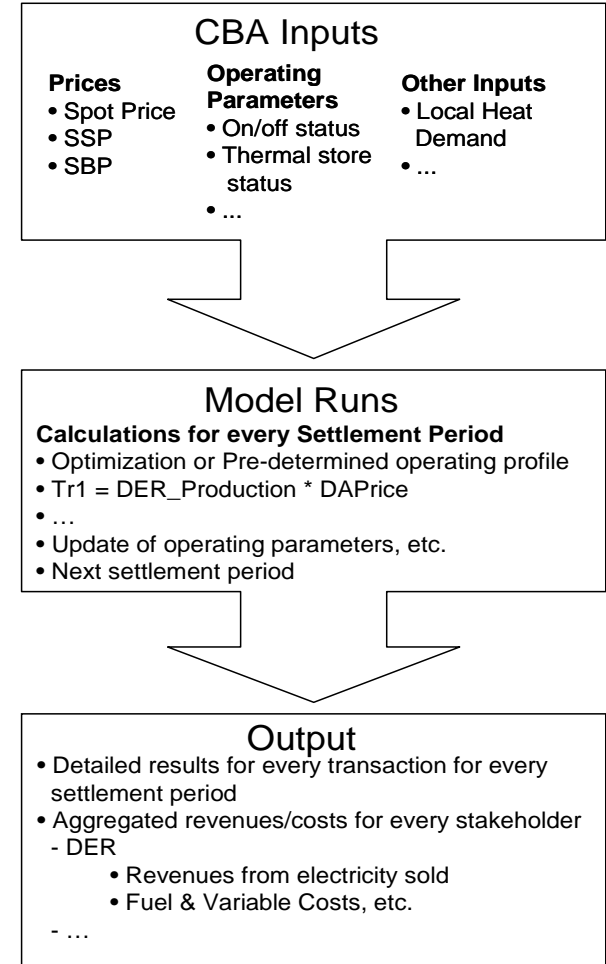 CBA Inputs
Prices
• Spot Price
• SSP
• SBP
Operating
Parameters
• On/off status
• Thermal store
status
• ...
Other Inputs
• Local Heat
Demand
• ...
Model Runs
Calculations for every Settlement Period
• Optimization or Pre-determined operating profile
• Tr1 = DER_Production * DAPrice
• …
• Update of operating parameters, etc.
• Next settlement period
Output
• Detailed results for every transaction for every
settlement period
• Aggregated revenues/costs for every stakeholder
- DER
• Revenues from electricity sold
• Fuel & Variable Costs, etc.
- …